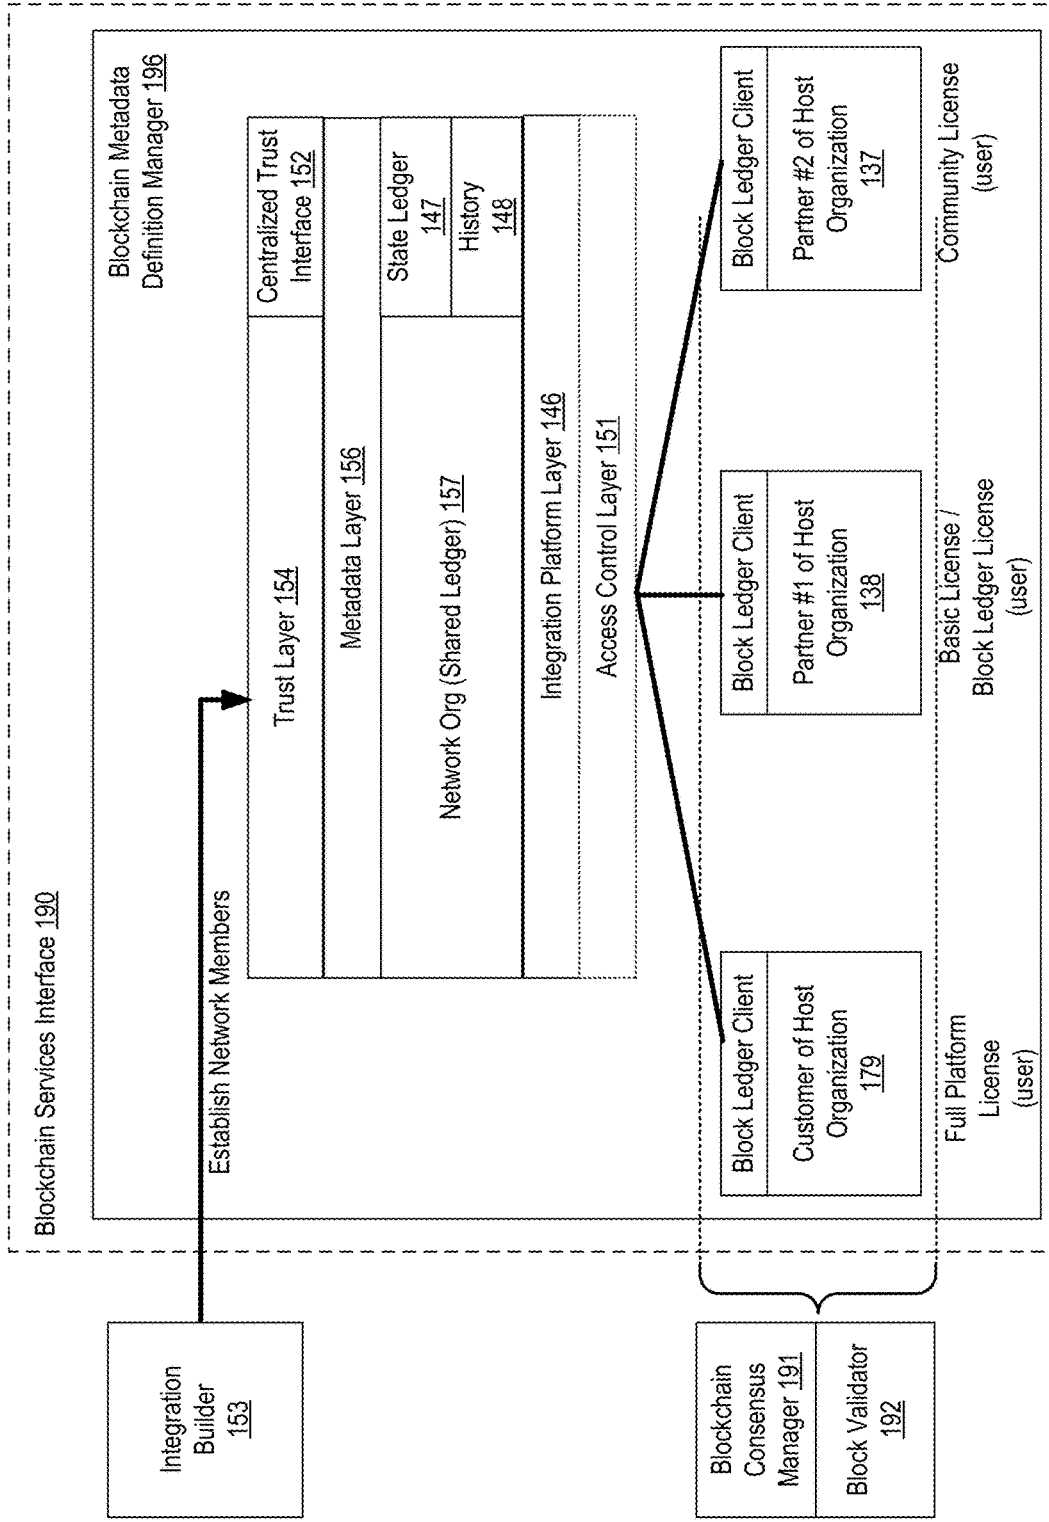 Blockchain Services Interface 190
Blockchain Metadata
Definition Manager 196
Integration
Builder
153
Establish Network Members
Trust Layer 154
Centralized Trust
Interface 152
Metadata Layer 156
Network Org (Shared Ledger) 157
State Ledger
147
History
148
Integration Platform Layer 146
Access Control Layer 151
Blockchain
Consensus
Manager 191
Block Validator
192
Block Ledger Client
Customer of Host
Organization
179
Full Platform
License
(user)
Block Ledger Client
Partner #1 of Host
Organization
138
Basic License /
Block Ledger License
(user)
Block Ledger Client
Partner #2 of Host
Organization
137
Community License
(user)